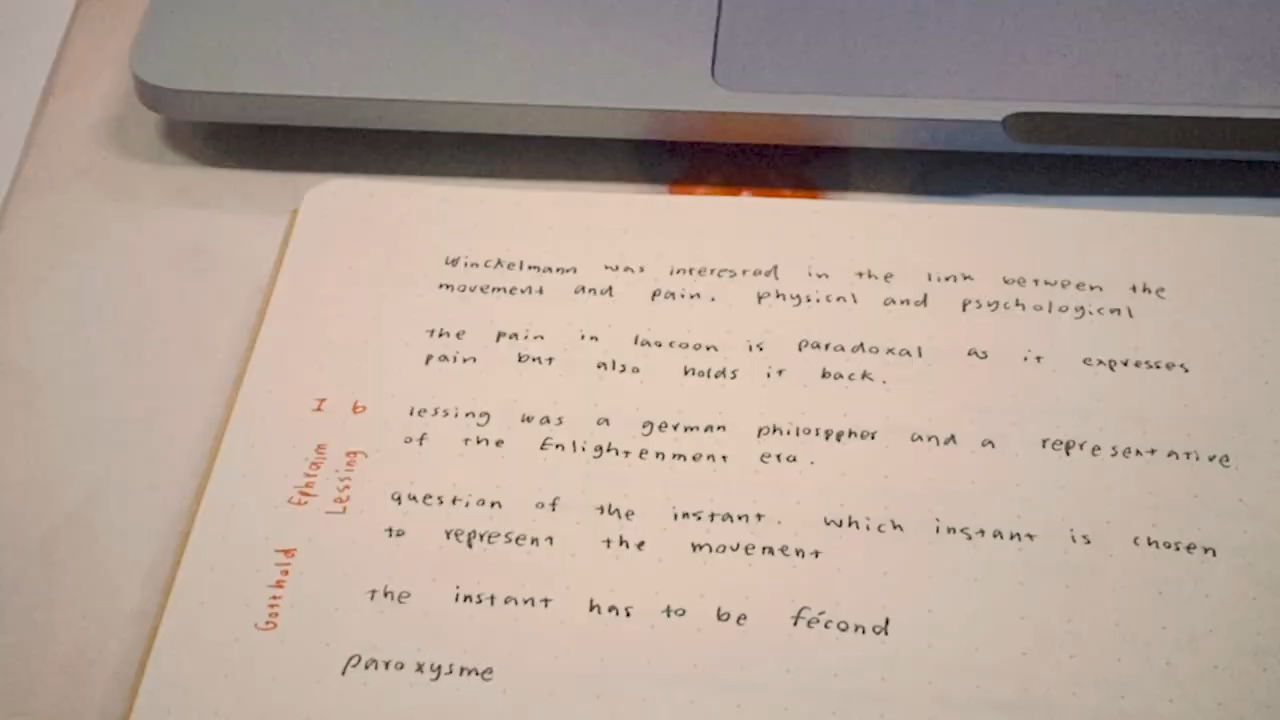 Winckelmann was interesrad in the link between the
movement and pain. physical and psychological
the pain in laocoon is paradoxal as it expresses
pain but also holds it back.
lessing was a german philospher and a representative
of the Enlightenment era.
question of the instant. which instant is chosen
to represent the movement
the instant has to be fécond
paroxysme
I b
Gotthold Ephraim
Lessing